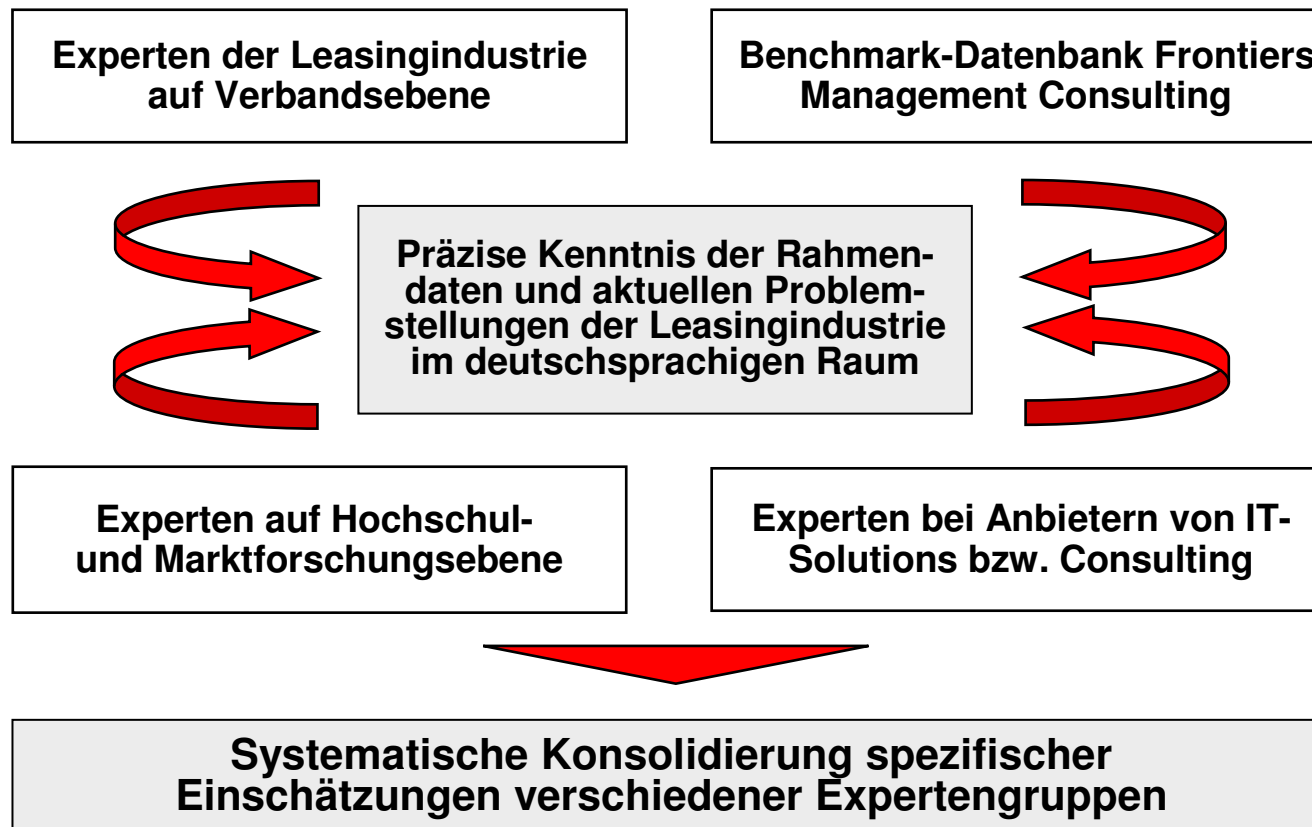 Experten der Leasingindustrie
auf Verbandsebene
Benchmark-Datenbank Frontiers
Management Consulting
Präzise Kenntnis der Rahmen-
daten und aktuellen Problem-
stellungen der Leasingindustrie
im deutschsprachigen Raum
Experten auf Hochschul-
und Marktforschungsebene
Experten bei Anbietern von IT-
Solutions bzw. Consulting
Systematische Konsolidierung spezifischer
Einschätzungen verschiedener Expertengruppen